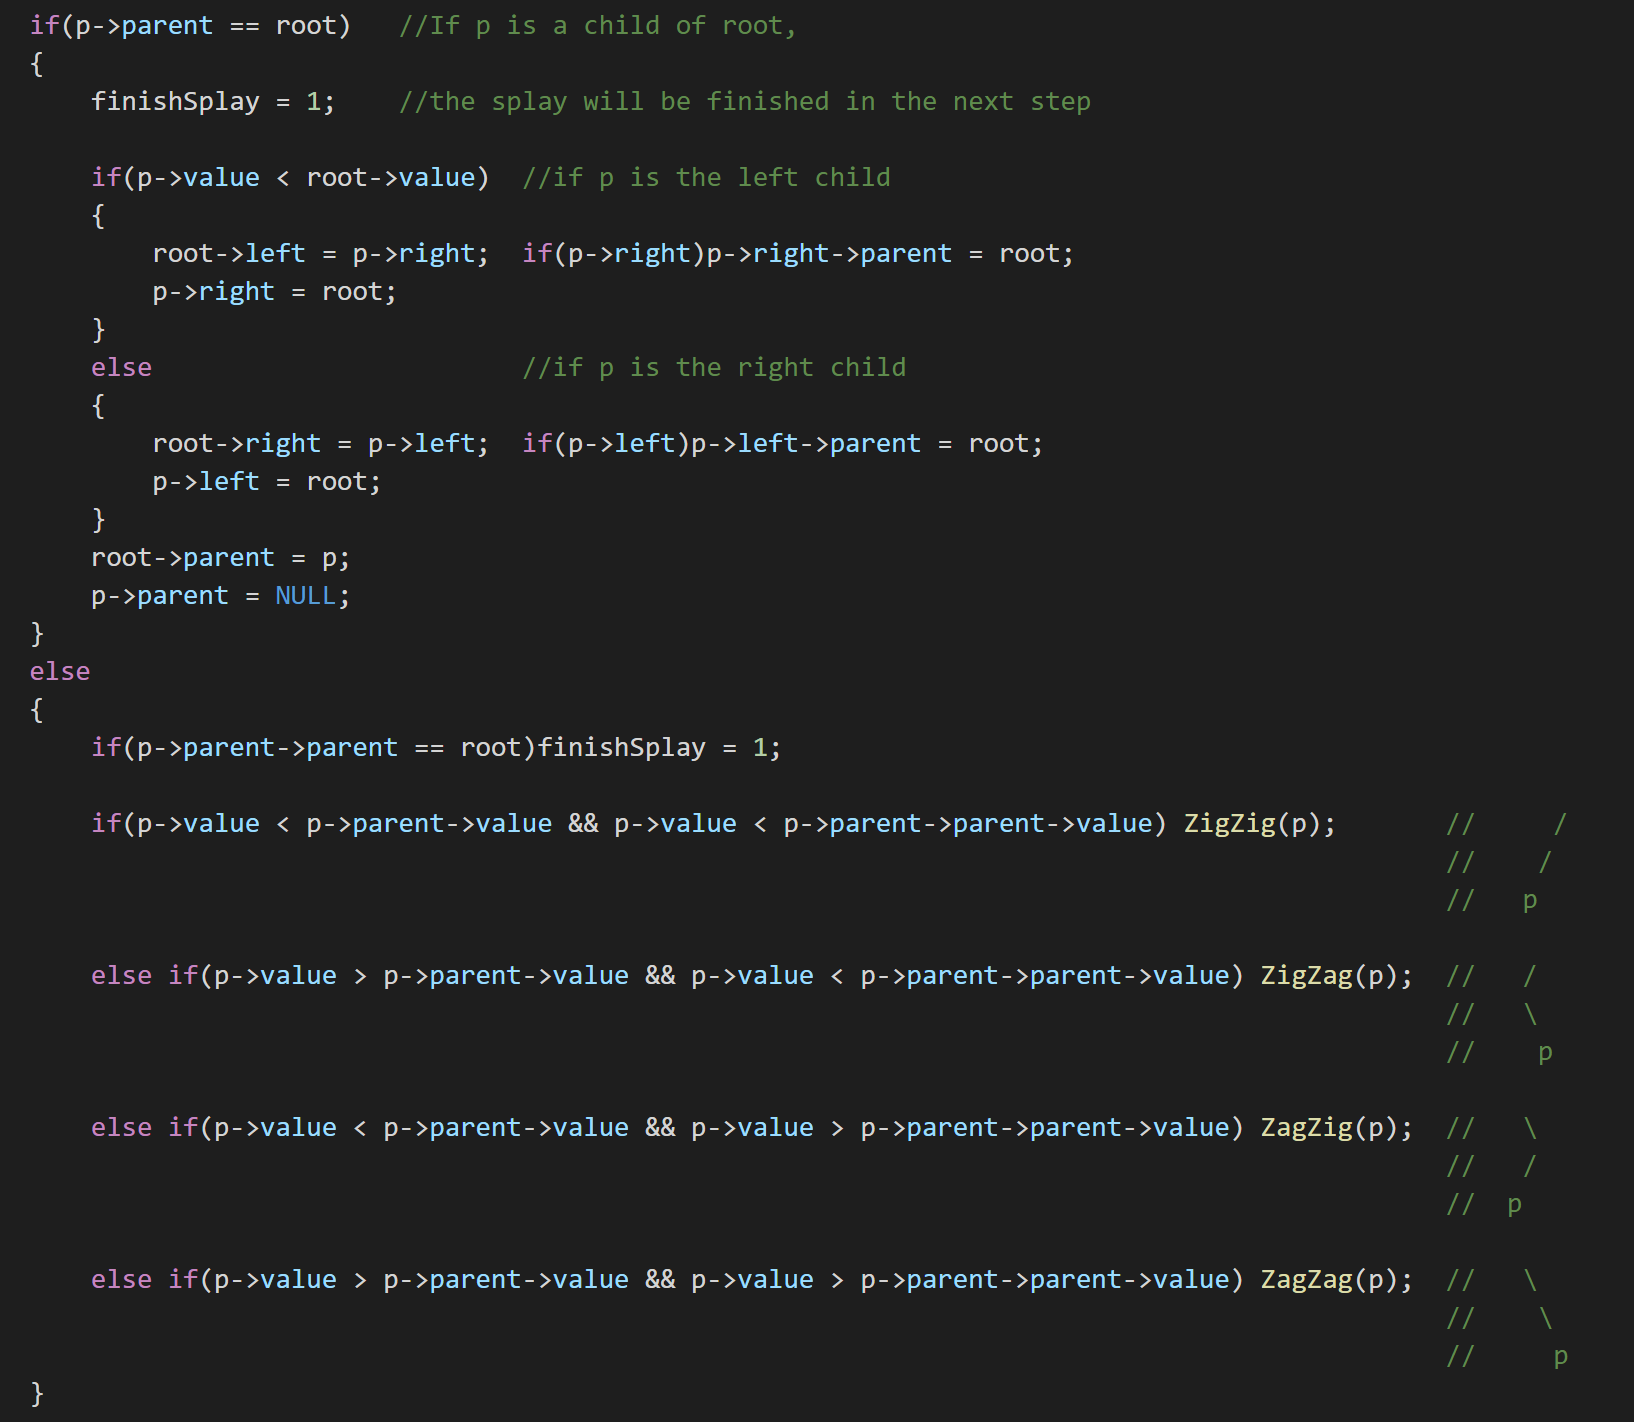 if(p->parent == root)   //If p is a child of root,
{
    finishSplay = 1;    //the splay will be finished in the next step

    if(p->value < root->value)  //if p is the left child
    {
        root->left = p->right;  if(p->right)p->right->parent = root;
        p->right = root;
    }
    else                        //if p is the right child
    {
        root->right = p->left;  if(p->left)p->left->parent = root;
        p->left = root;
    }
    root->parent = p;
    p->parent = NULL;
}
else
{
    if(p->parent->parent == root)finishSplay = 1;

    if(p->value < p->parent->value && p->value < p->parent->parent->value) ZigZig(p);       //     /
                                                                                            //    /
                                                                                            //   p

    else if(p->value > p->parent->value && p->value < p->parent->parent->value) ZigZag(p);  //   /
                                                                                            //   \
                                                                                            //    p

    else if(p->value < p->parent->value && p->value > p->parent->parent->value) ZagZig(p);  //   \
                                                                                            //   /
                                                                                            //  p

    else if(p->value > p->parent->value && p->value > p->parent->parent->value) ZagZag(p);  //   \
                                                                                            //    \
                                                                                            //     p
}